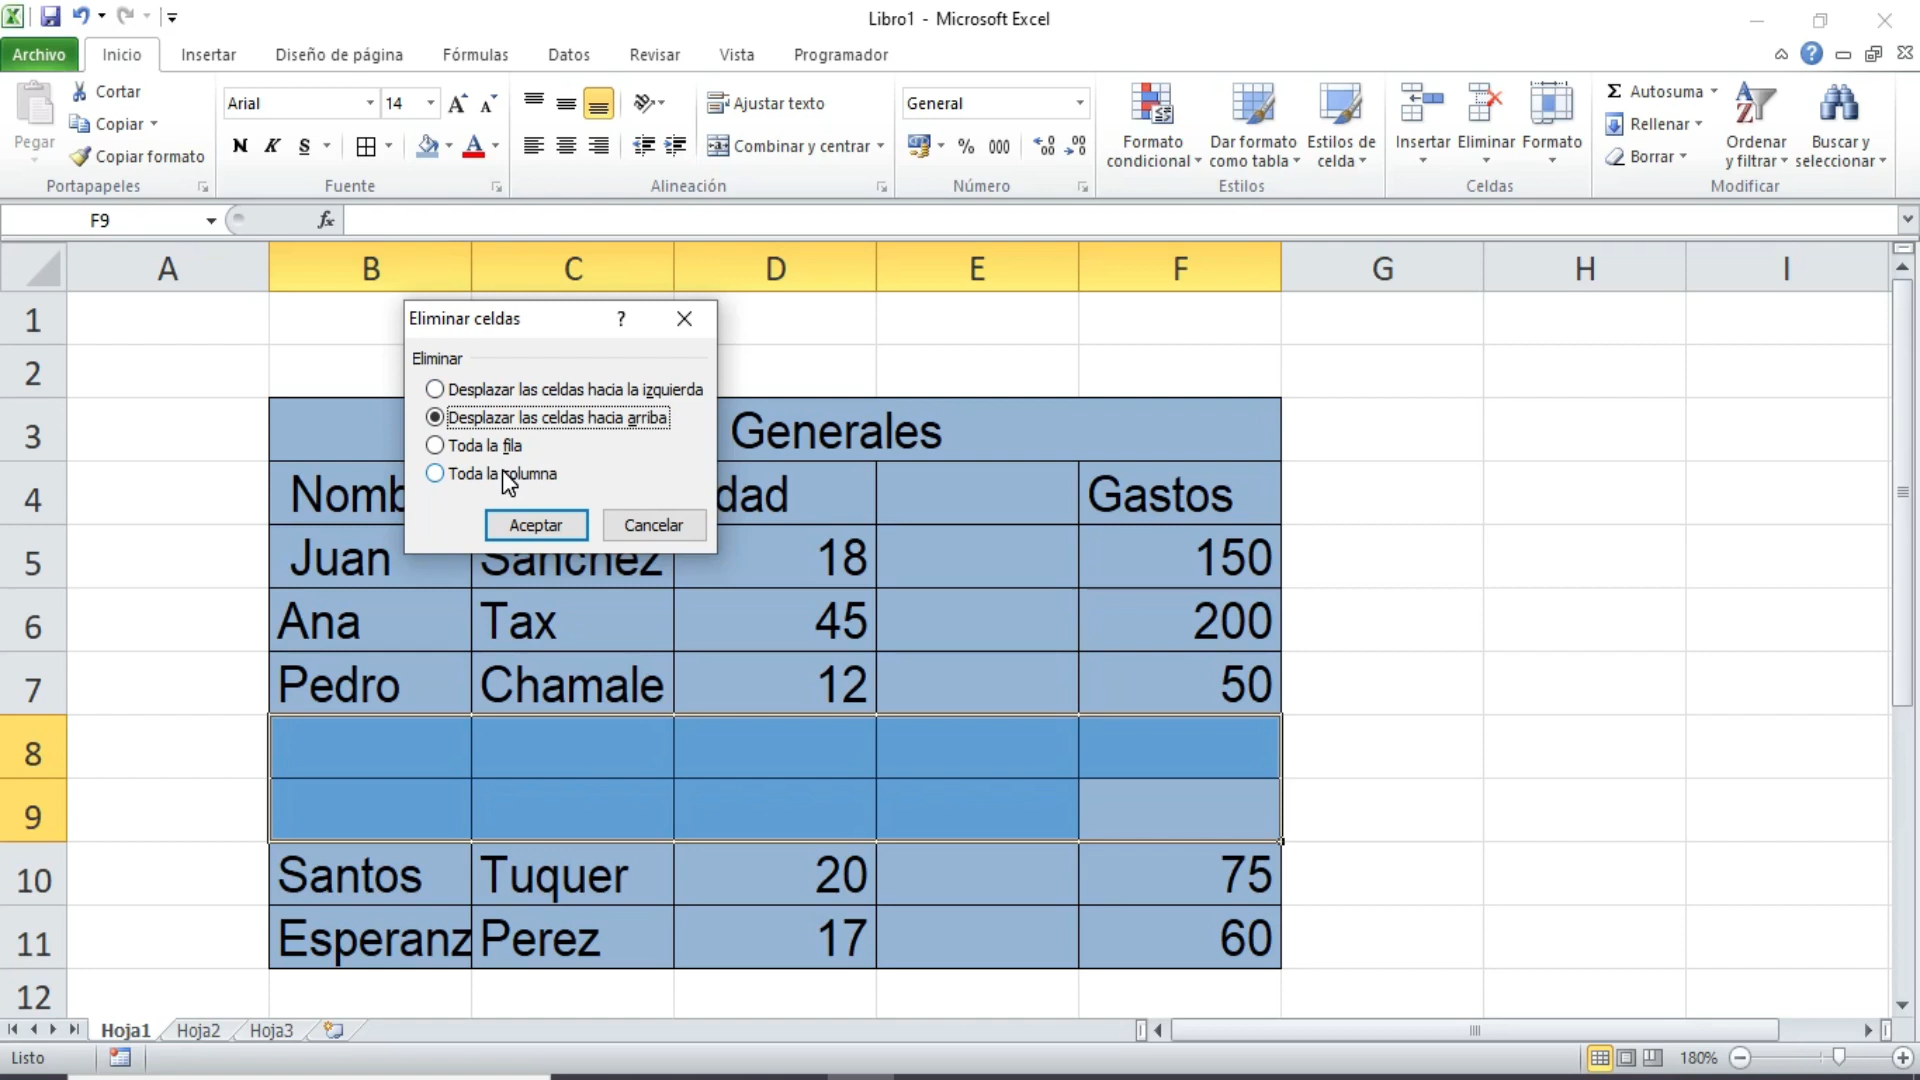 Libro1 - Microsoft Excel
Archivo Inicio Insertar Diseño de página Fórmulas Datos Revisar Vista Programador
Pegar
Cortar
Copiar
Copiar formato
Portapapeles
Arial 14
N K S
Fuente
Ajustar texto
Combinar y centrar
Alineación
General
% 000
Número
Formato condicional
Dar formato como tabla
Estilos de celda
Estilos
Insertar Eliminar Formato
Celdas
Σ Autosuma
Rellenar
Borrar
Ordenar y filtrar
Buscar y seleccionar
Modificar
F9 fx
A B C D E F G H I
1
2
Eliminar celdas ?
Eliminar
Desplazar las celdas hacia la izquierda
Desplazar las celdas hacia arriba
Toda la fila
Toda la columna
Aceptar Cancelar
3 Generales
4 Nomb dad Gastos
5 Juan Sanchez 18 150
6 Ana Tax 45 200
7 Pedro Chamale 12 50
8
9
10 Santos Tuquer 20 75
11 Esperanz Perez 17 60
12
Hoja1 Hoja2 Hoja3
Listo 180%